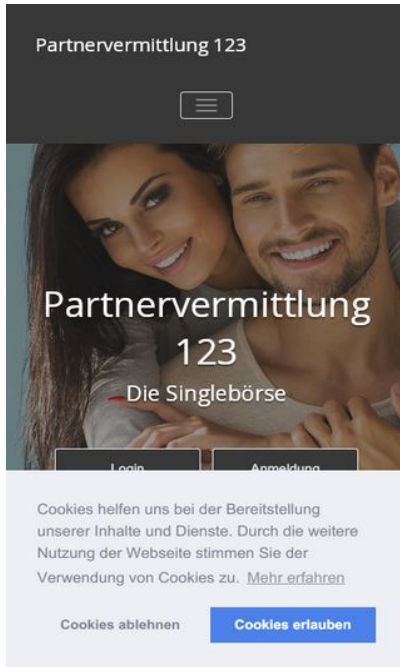 Partnervermittlung 123
Partnervermittlung
123
Die Singlebörse
Login
Anmeldung
Cookies helfen uns bei der Bereitstellung
unserer Inhalte und Dienste. Durch die weitere
Nutzung der Webseite stimmen Sie der
Verwendung von Cookies zu. Mehr erfahren
Cookies ablehnen
Cookies erlauben